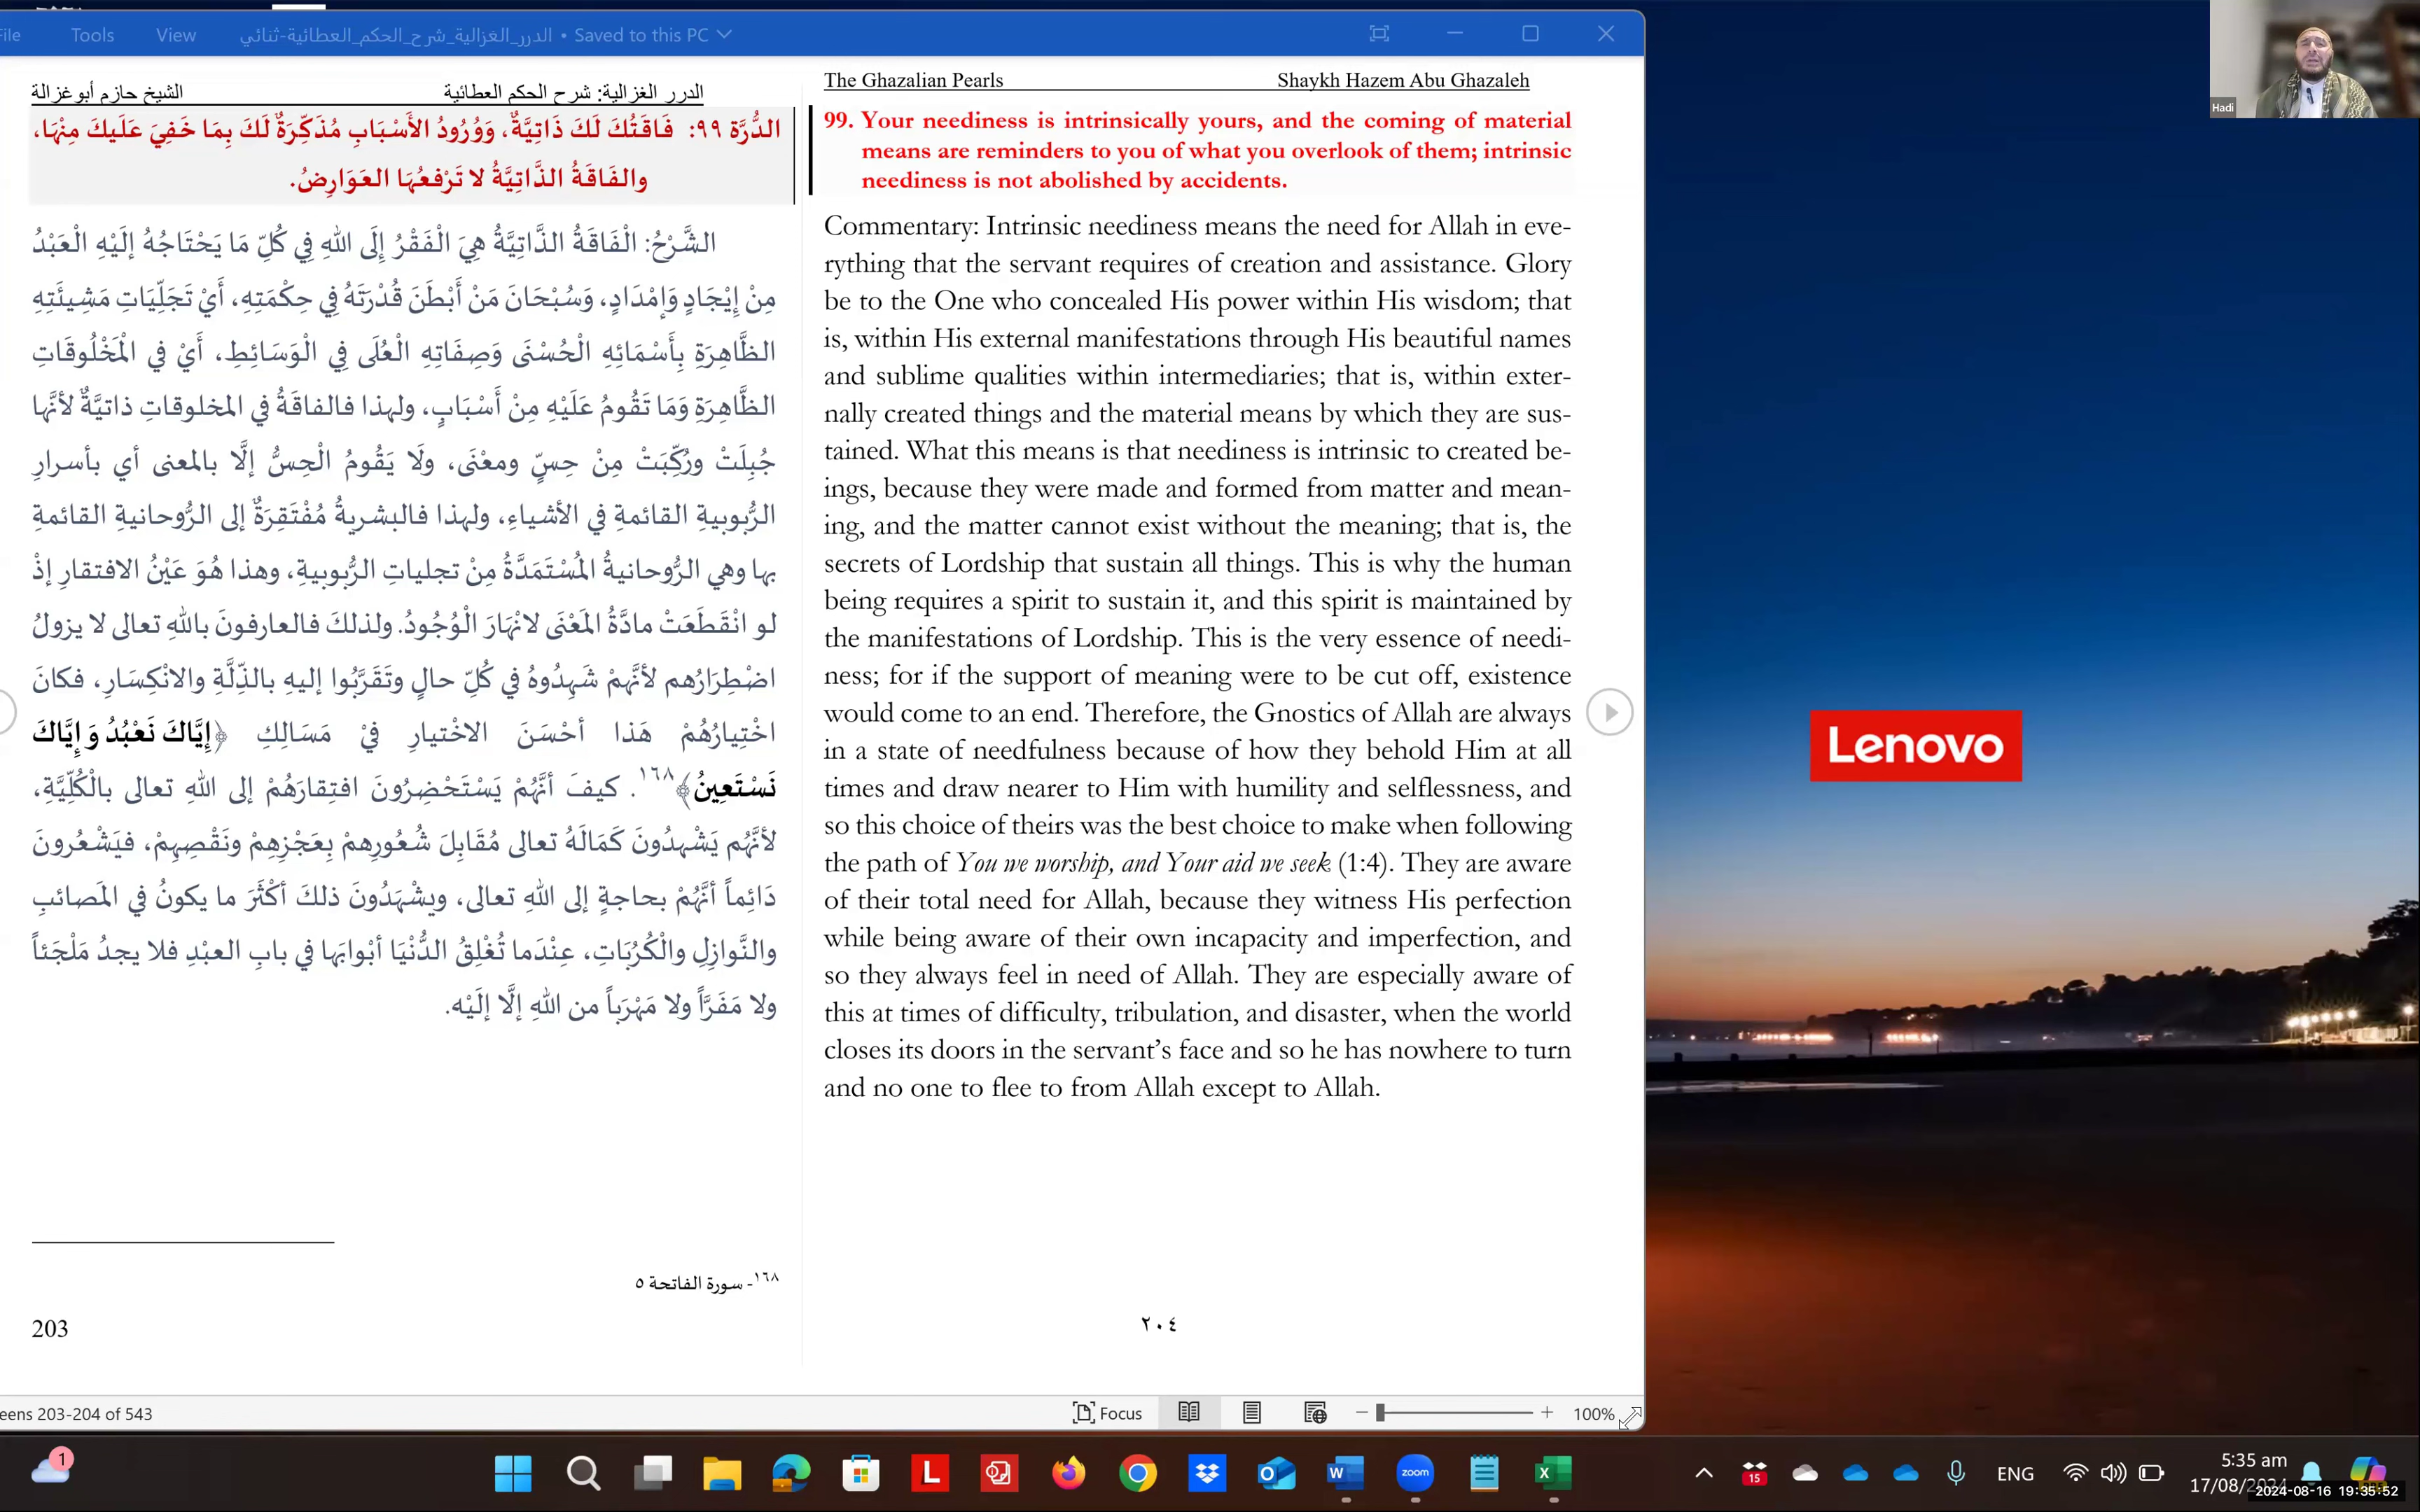 File Tools View الدرر_الغزالية_شرح_الحكم_العطائية-ثنائي • Saved to this PC
الدرر الغزالية: شرح الحكم العطائية
الشيخ حازم أبوغزالة
الدُّرَّة ٩٩: فَاقَتُكَ لَكَ ذَاتِيَّةٌ، وَوُرُودُ الأَسْبَابِ مُذَكِّرَةٌ لَكَ بِمَا خَفِيَ عَلَيكَ مِنْهَا،
والفَاقَةُ الذَّاتِيَّةُ لا تَرْفعُهَا العَوَارِضُ.
الشَّرْحُ: الْفَاقَةُ الذَّاتِيَّةُ هِيَ الْفَقْرُ إِلَى اللهِ فِي كُلِّ مَا يَحْتَاجُهُ إِلَيْهِ الْعَبْدُ
مِنْ إِيْجَادٍ وَإِمْدَادٍ، وَسُبْحَانَ مَنْ أَبْطَنَ قُدْرَتَهُ فِي حِكْمَتِهِ، أَيْ تَجَلِّيَاتِ مَشِيئَتِهِ
الظَّاهِرَةِ بِأَسْمَائِهِ الْحُسْنَى وَصِفَاتِهِ الْعُلَى فِي الْوَسَائِطِ، أَيْ فِي الْمَخْلُوقَاتِ
الظَّاهِرَةِ وَمَا تَقُومُ عَلَيْهِ مِنْ أَسْبَابٍ، ولهذا فالفاقَةُ في المخلوقاتِ ذاتيَّةٌ لأنَّها
جُبِلَتْ ورُكِّبَتْ مِنْ حِسٍّ ومعْنَى، ولَا يَقُومُ الْحِسُّ إلَّا بالمعنى أي بأسرارِ
الرُّبوبيةِ القائمةِ في الأشياءِ، ولهذا فالبشريةُ مُفْتَقِرَةٌ إلى الرُّوحانيةِ القائمةِ
بها وهي الرُّوحانيةُ المُسْتَمَدَّةُ مِنْ تجلياتِ الرُّبوبيةِ، وهذا هُوَ عَيْنُ الافتقارِ إذْ
لو انْقَطَعَتْ مادَّةُ المَعْنَى لانْهَارَ الْوُجُودُ. ولذلكَ فالعارفونَ باللهِ تعالى لا يزولُ
اضْطِرَارُهم لأنَّهمْ شَهِدُوهُ في كُلِّ حالٍ وتَقَرَّبُوا إليهِ بالذِّلَّةِ والانْكِسَارِ، فكانَ
اخْتِيارُهُمْ هَذا أحْسَنَ الاخْتيارِ فيْ مَسَالِكِ ﴿إِيَّاكَ نَعْبُدُ وَإِيَّاكَ
نَسْتَعِينُ﴾١٦٨. كيفَ أنَّهُمْ يَسْتَحْضِرُونَ افتِقارَهُمْ إلى اللهِ تعالى بالْكُلِّيَّةِ،
لأنَّهُم يَشْهدُونَ كَمَالَهُ تعالى مُقَابِلَ شُعُورِهمْ بِعَجْزِهِمْ ونَقْصِهِمْ، فيَشْعُرونَ
دَائِماً أنَّهُمْ بحاجةٍ إلى اللهِ تعالى، ويشْهَدُونَ ذلكَ أكْثَرَ ما يكونُ في المَصائبِ
والنَّوازِلِ والْكُرُبَاتِ، عِنْدَما تُغْلِقُ الدُّنْيَا أبْوابَها في بابِ العبْدِ فلا يجدُ مَلْجَئاً
ولا مَفَرَّاً ولا مَهْرَباً من اللهِ إلَّا إلَيْه.
١٦٨- سورة الفاتحة ٥
203
The Ghazalian Pearls Shaykh Hazem Abu Ghazaleh
99. Your neediness is intrinsically yours, and the coming of material
means are reminders to you of what you overlook of them; intrinsic
neediness is not abolished by accidents.
Commentary: Intrinsic neediness means the need for Allah in eve-
rything that the servant requires of creation and assistance. Glory
be to the One who concealed His power within His wisdom; that
is, within His external manifestations through His beautiful names
and sublime qualities within intermediaries; that is, within exter-
nally created things and the material means by which they are sus-
tained. What this means is that neediness is intrinsic to created be-
ings, because they were made and formed from matter and mean-
ing, and the matter cannot exist without the meaning; that is, the
secrets of Lordship that sustain all things. This is why the human
being requires a spirit to sustain it, and this spirit is maintained by
the manifestations of Lordship. This is the very essence of needi-
ness; for if the support of meaning were to be cut off, existence
would come to an end. Therefore, the Gnostics of Allah are always
in a state of needfulness because of how they behold Him at all
times and draw nearer to Him with humility and selflessness, and
so this choice of theirs was the best choice to make when following
the path of You we worship, and Your aid we seek (1:4). They are aware
of their total need for Allah, because they witness His perfection
while being aware of their own incapacity and imperfection, and
so they always feel in need of Allah. They are especially aware of
this at times of difficulty, tribulation, and disaster, when the world
closes its doors in the servant's face and so he has nowhere to turn
and no one to flee to from Allah except to Allah.
٢٠٤
eens 203-204 of 543
Focus
100%
Hadi
Lenovo
1
zoom
15
ENG
5:35 am
17/08/2024
2024-08-16 19:35:52